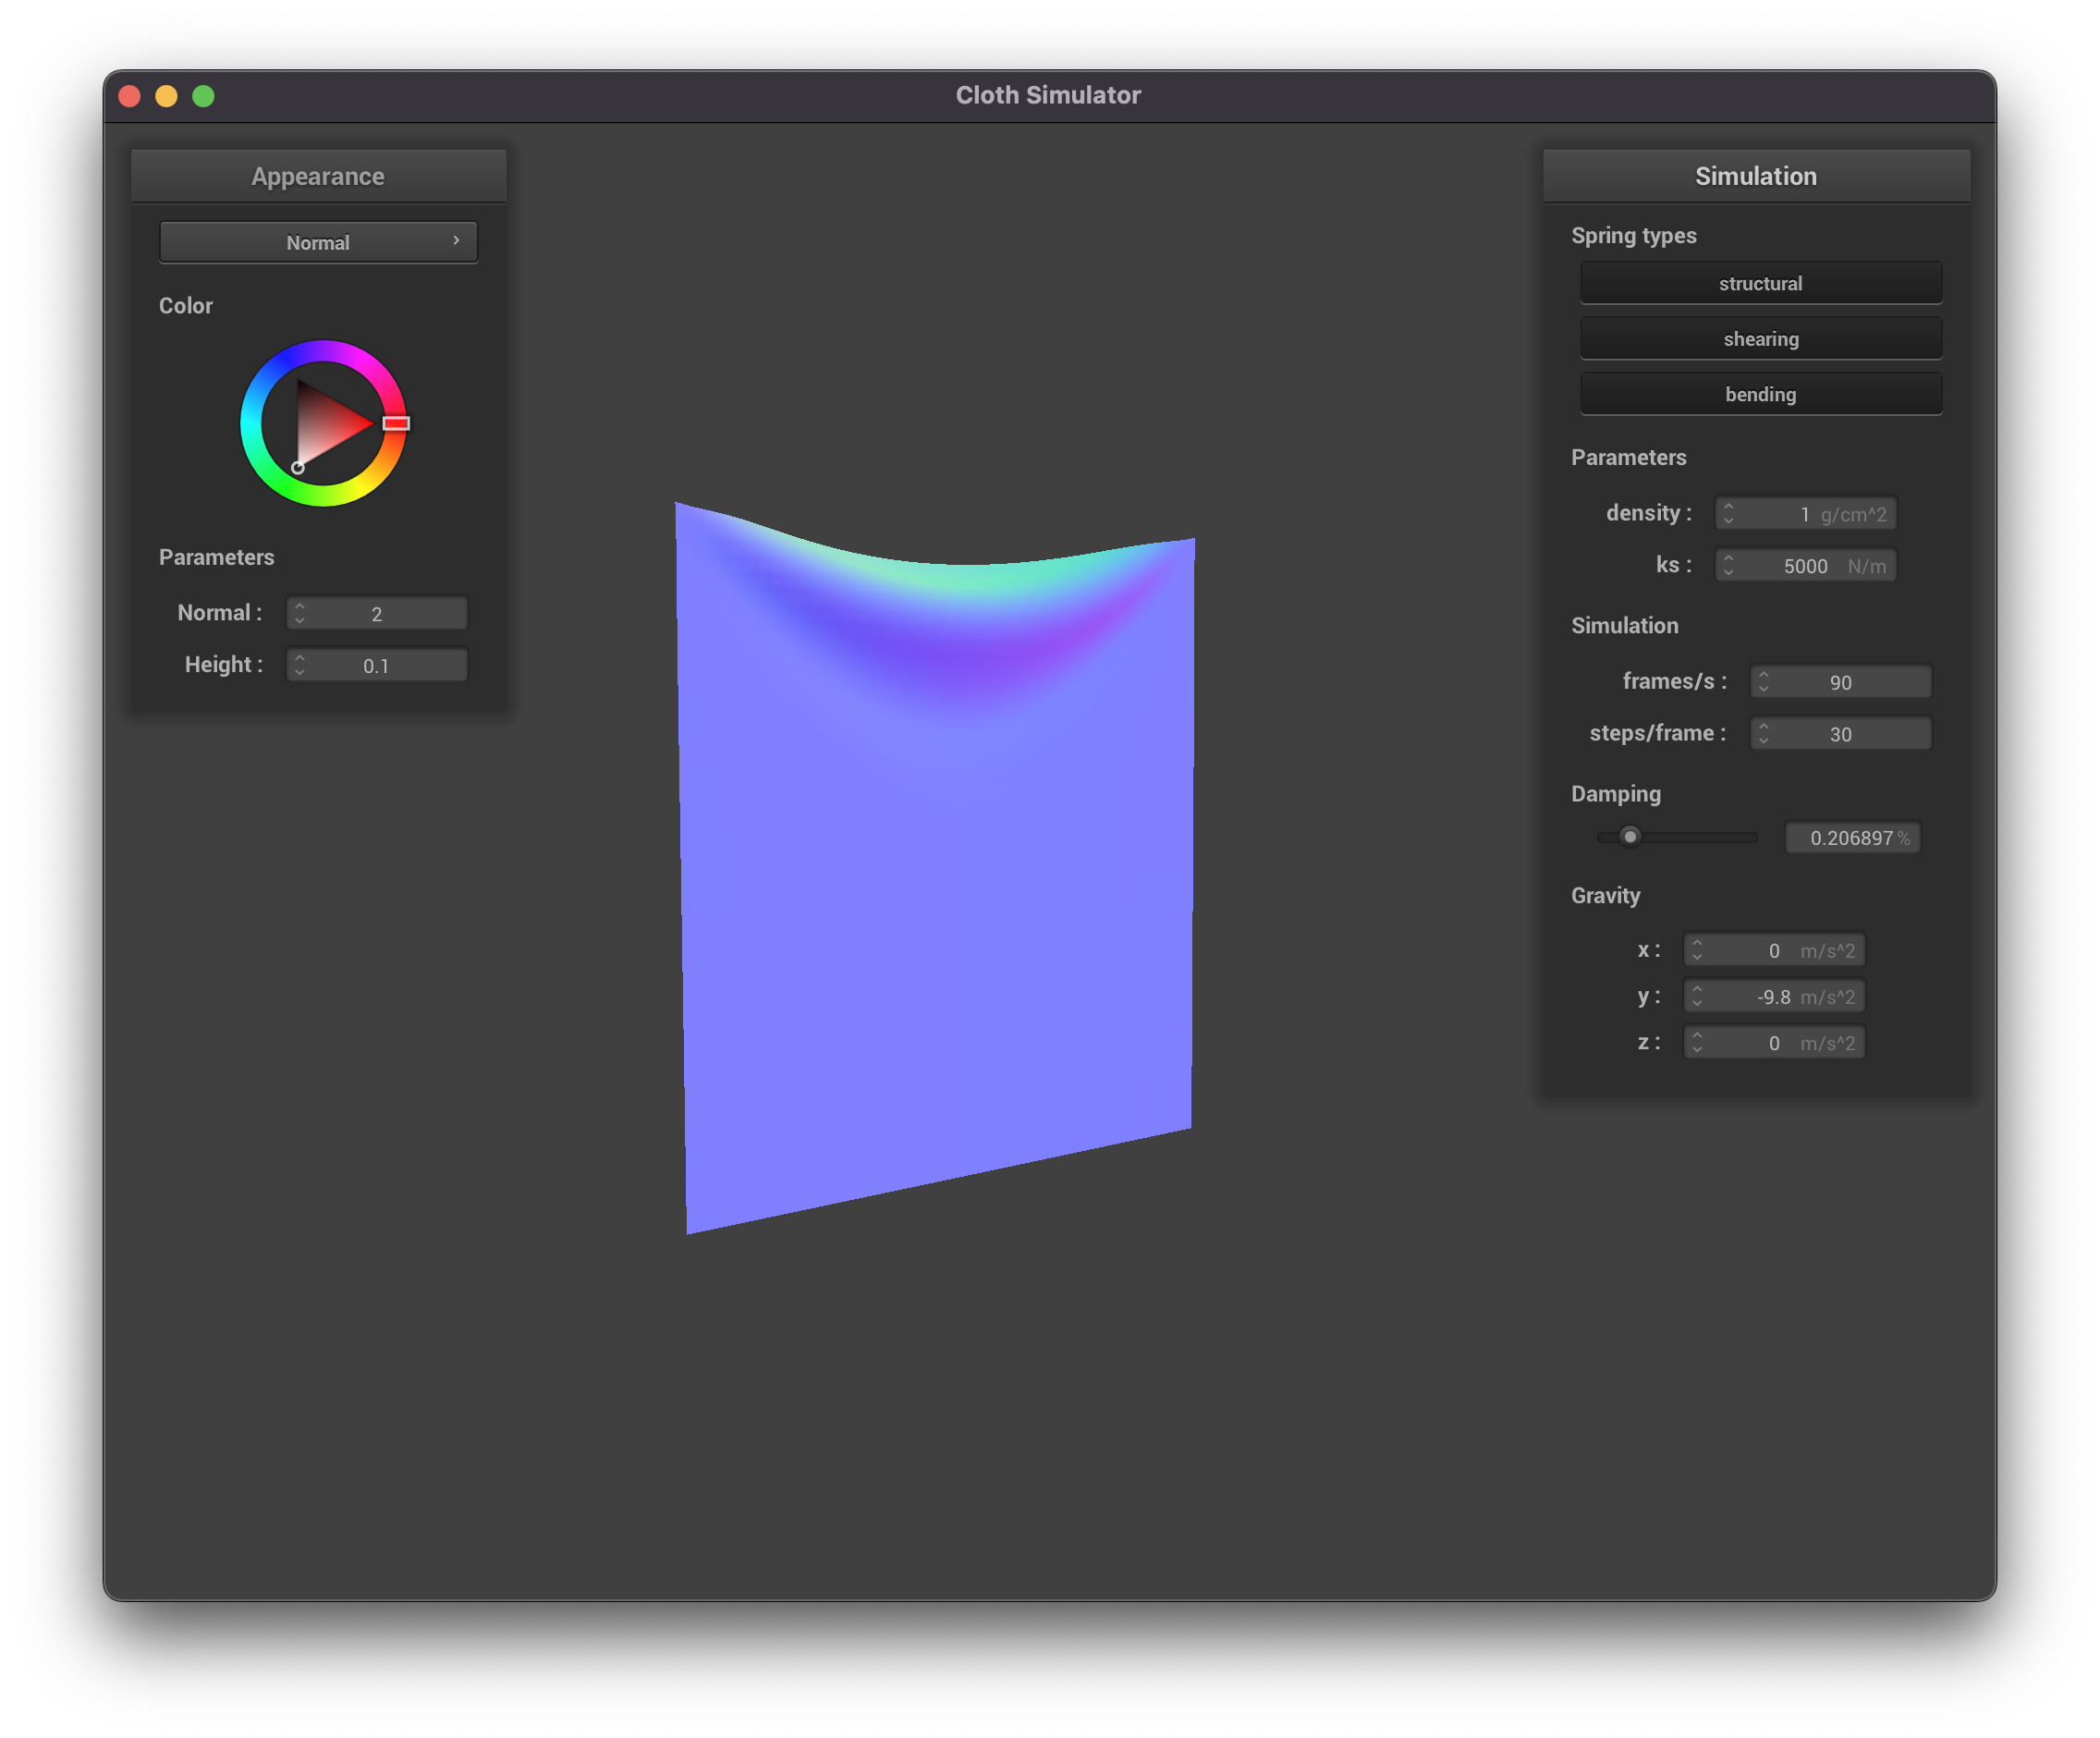 Cloth Simulator
Appearance
Normal
Color
Parameters
Normal : 2
Height : 0.1
Simulation
Spring types
structural
shearing
bending
Parameters
density : 1 g/cm^2
ks : 5000 N/m
Simulation
frames/s : 90
steps/frame : 30
Damping
0.206897 %
Gravity
x : 0 m/s^2
y : -9.8 m/s^2
z : 0 m/s^2